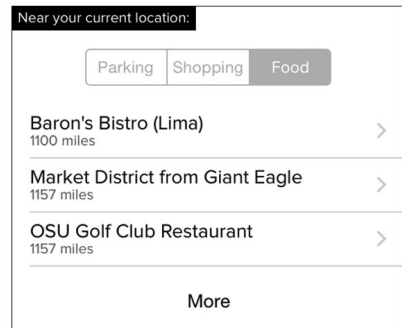 Near your current location:
Parking Shopping Food
Baron's Bistro (Lima)
1100 miles
Market District from Giant Eagle
1157 miles
OSU Golf Club Restaurant
1157 miles
More